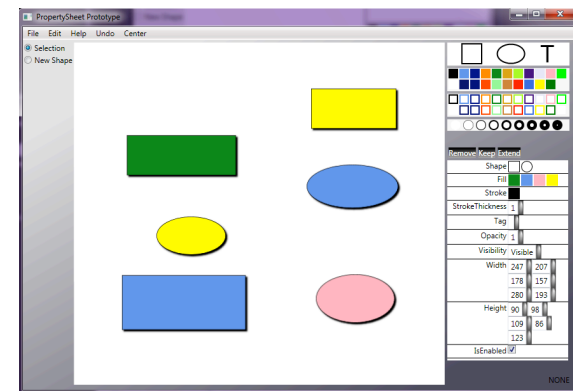 PropertySheet Prototype
File Edit Help Undo Center
Selection
New Shape
T
Remove Keep Extend
Shape
Fill
Stroke
StrokeThickness 1
Tag
Opacity 1
Visibility Visible
Width 247 207
178 157
280 193
Height 90 98
109 86
123
IsEnabled
NONE